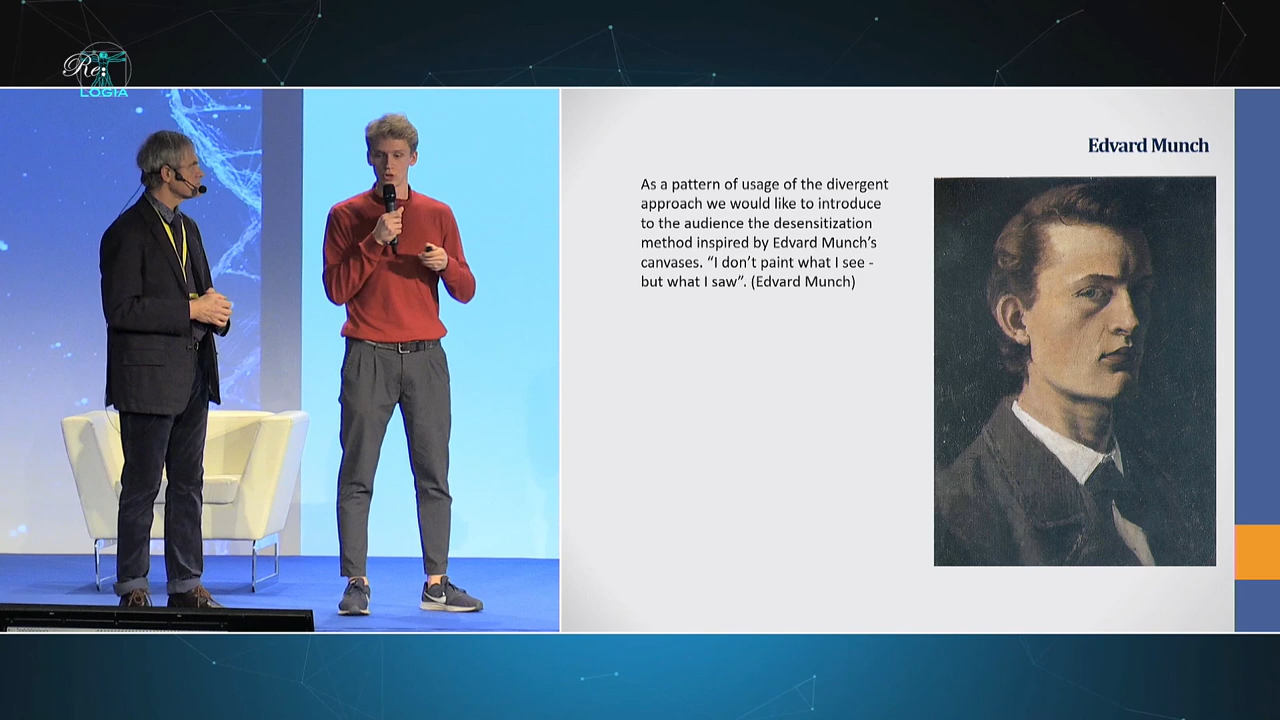 Re:
LOGIA
Edvard Munch
As a pattern of usage of the divergent
approach we would like to introduce
to the audience the desensitization
method inspired by Edvard Munch’s
canvases. “I don’t paint what I see -
but what I saw”. (Edvard Munch)